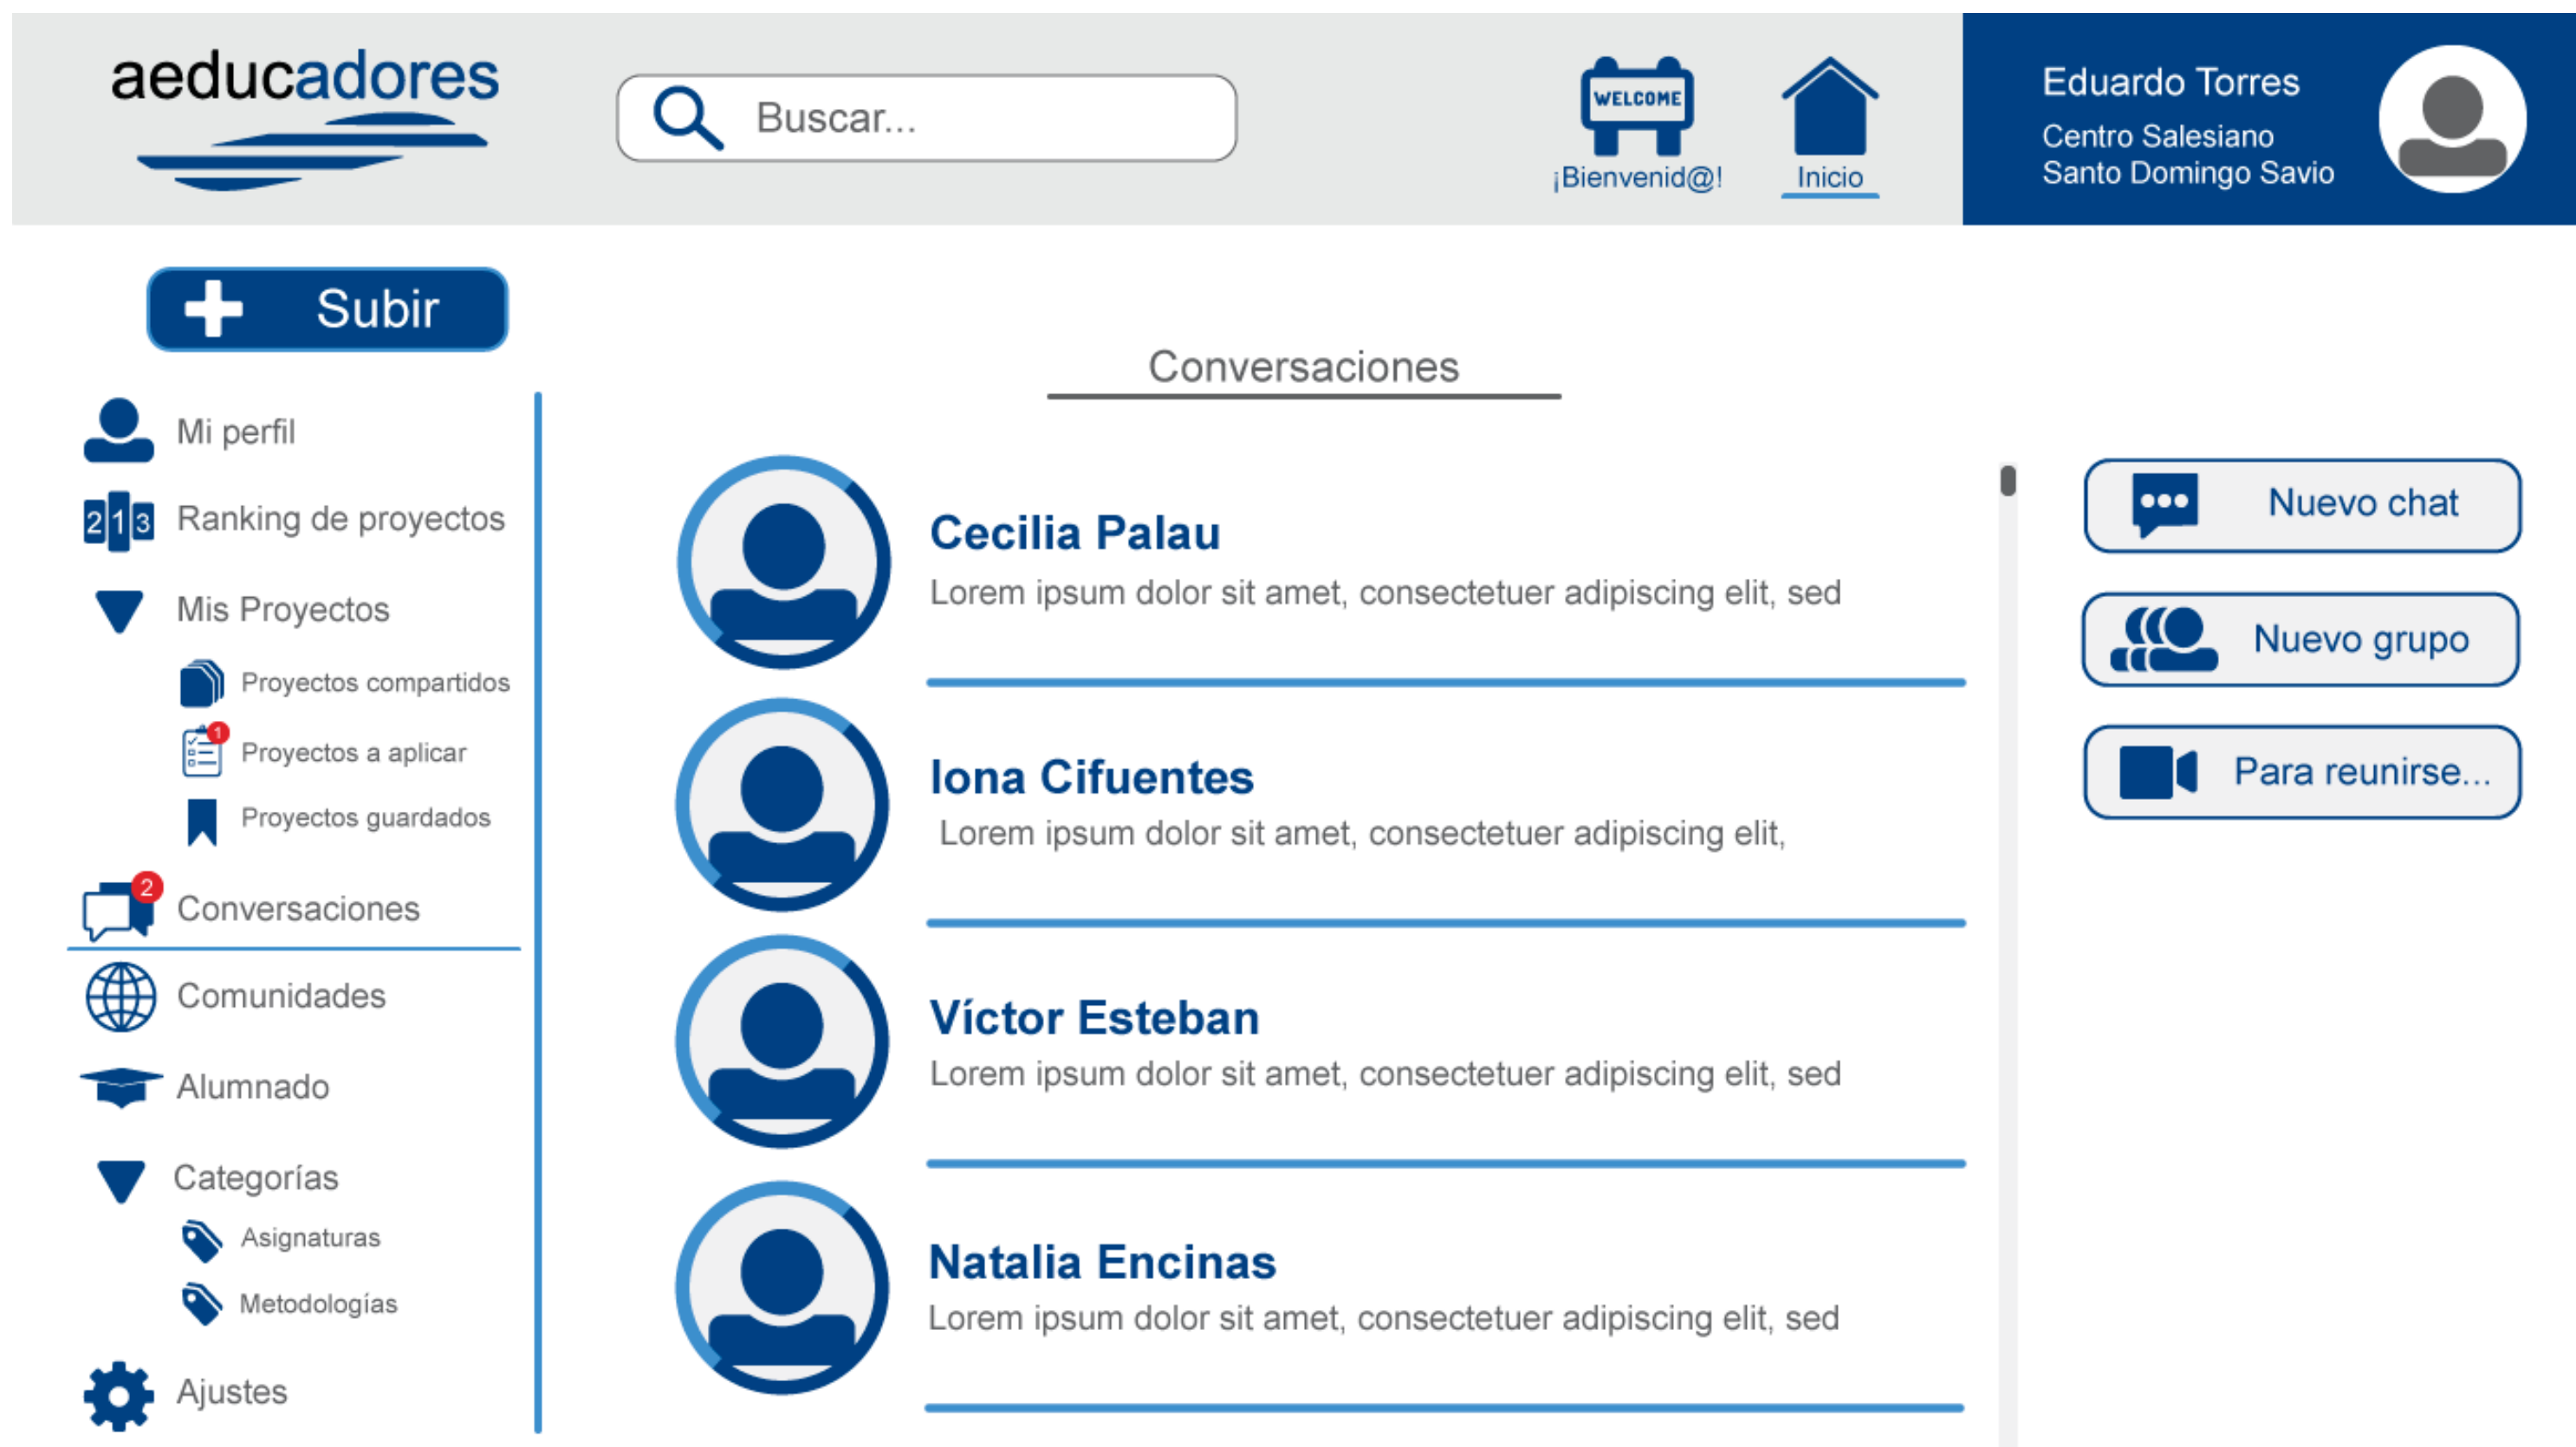 aeducadores
Buscar...
WELCOME
¡Bienvenid@!
Inicio
Eduardo Torres
Centro Salesiano
Santo Domingo Savio
Subir
Mi perfil
2 1 3
Ranking de proyectos
Mis Proyectos
Proyectos compartidos
1
Proyectos a aplicar
Proyectos guardados
2
Conversaciones
Comunidades
Alumnado
Categorías
Asignaturas
Metodologías
Ajustes
Conversaciones
Cecilia Palau
Lorem ipsum dolor sit amet, consectetuer adipiscing elit, sed
Iona Cifuentes
Lorem ipsum dolor sit amet, consectetuer adipiscing elit,
Víctor Esteban
Lorem ipsum dolor sit amet, consectetuer adipiscing elit, sed
Natalia Encinas
Lorem ipsum dolor sit amet, consectetuer adipiscing elit, sed
Nuevo chat
Nuevo grupo
Para reunirse...